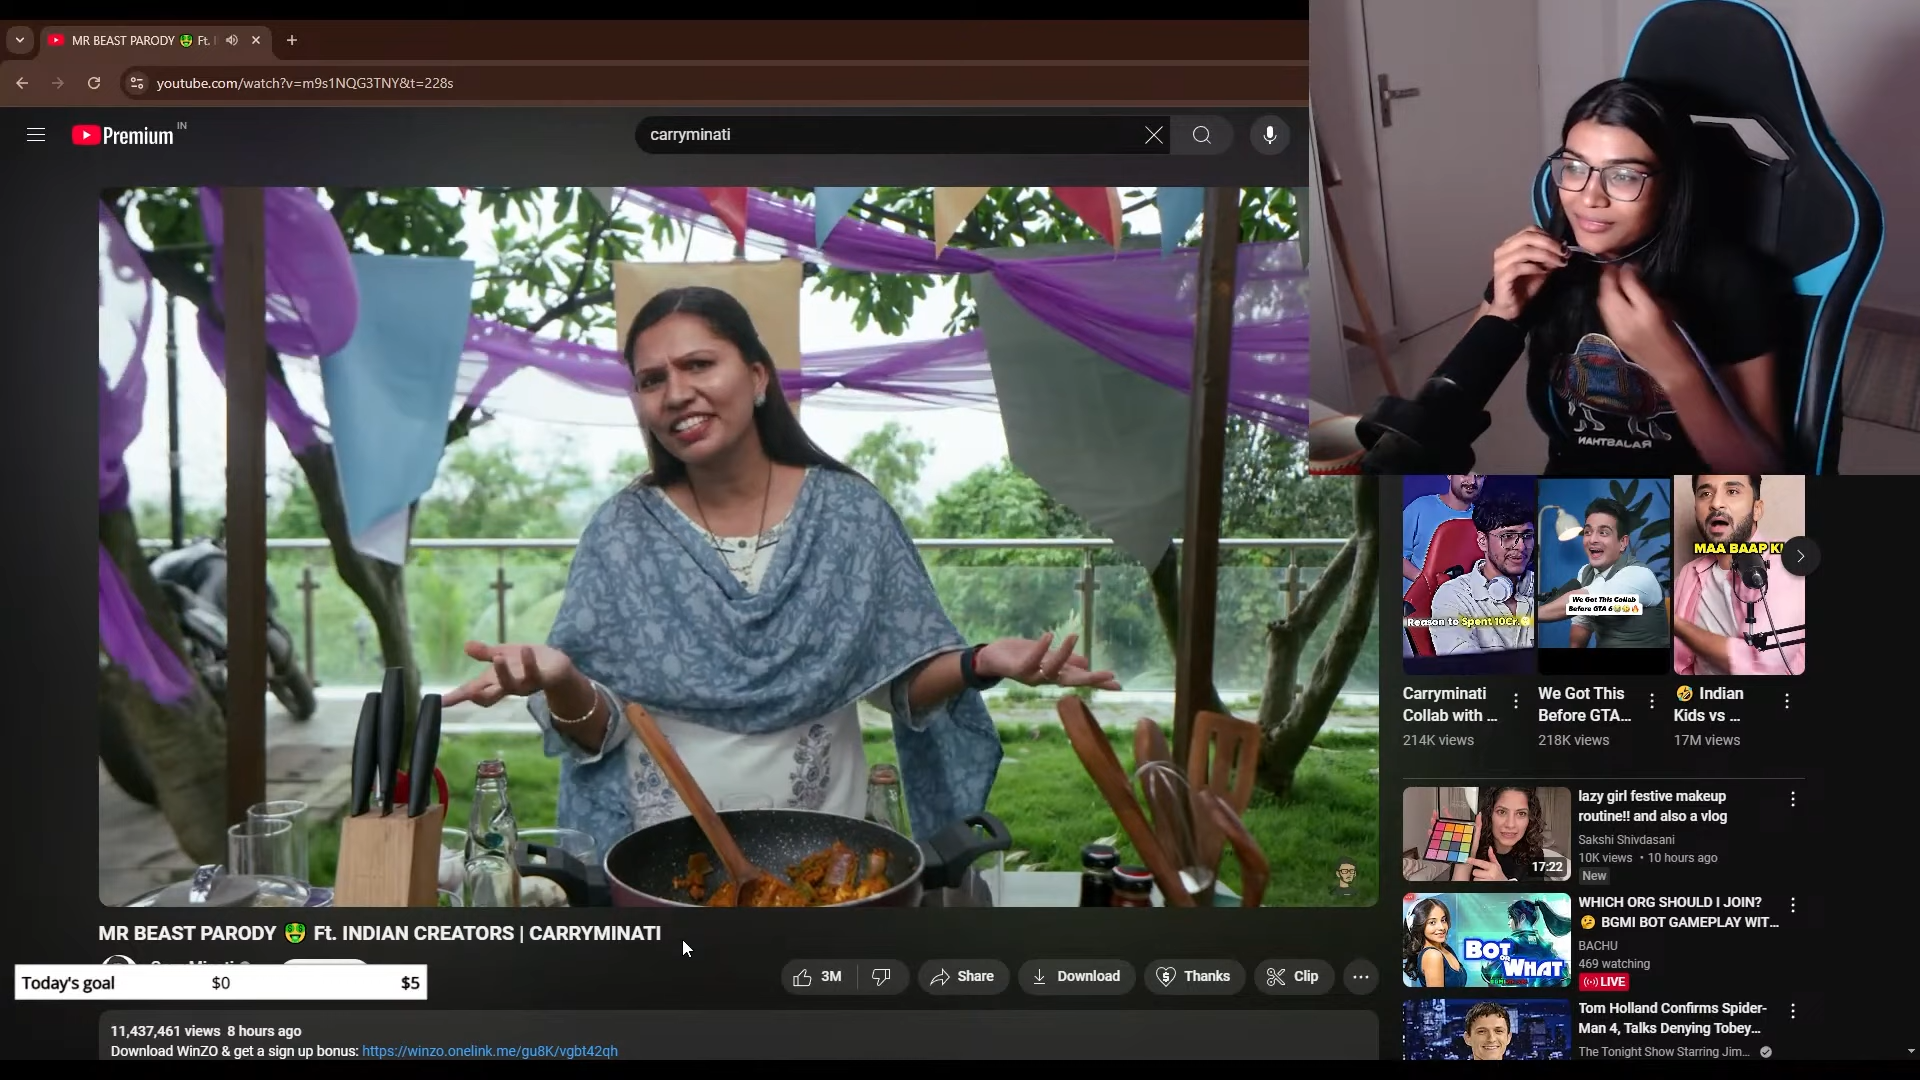 MR BEAST PARODY 🤑 Ft.
youtube.com/watch?v=m9s1NQG3TNY&t=228s
Premium IN
carryminati
NAHTBALAR
Reason to Spent 10Cr.
We Got This Collab
Before GTA 6
MAA BAAP KI
Carryminati
Collab with ...
214K views
We Got This
Before GTA...
218K views
🤣 Indian
Kids vs ...
17M views
lazy girl festive makeup
routine!! and also a vlog
Sakshi Shivdasani
10K views • 10 hours ago
New
17:22
WHICH ORG SHOULD I JOIN?
🤔 BGMI BOT GAMEPLAY WIT...
BACHU
469 watching
LIVE
BOT
OR
WHAT
Tom Holland Confirms Spider-
Man 4, Talks Denying Tobey...
The Tonight Show Starring Jim...
MR BEAST PARODY 🤑 Ft. INDIAN CREATORS | CARRYMINATI
Today's goal $0 $5
3M
Share
Download
Thanks
Clip
11,437,461 views 8 hours ago
Download WinZO & get a sign up bonus: https://winzo.onelink.me/gu8K/vgbt42qh